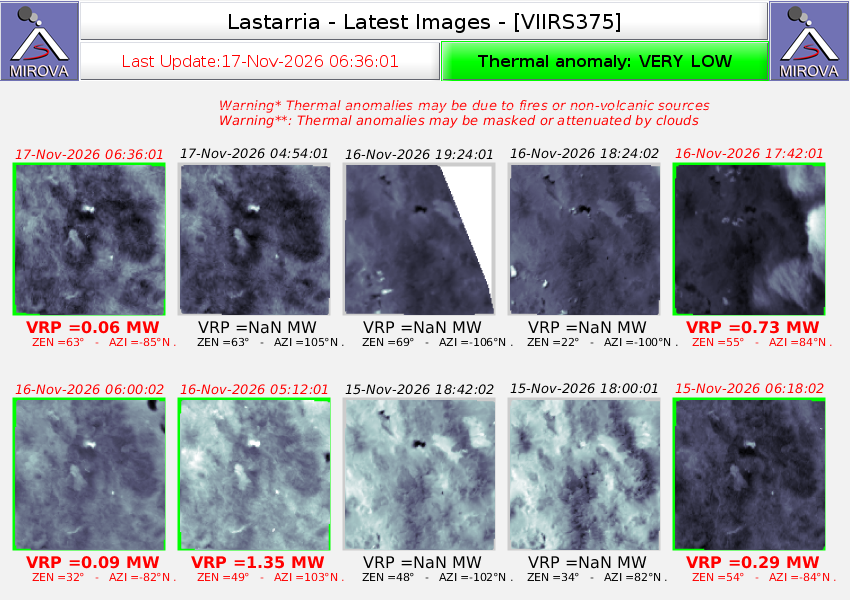 Lastarria - Latest Images - [VIIRS375]
MIROVA
Last Update:17-Nov-2026 06:36:01
Thermal anomaly: VERY LOW
MIROVA
Warning* Thermal anomalies may be due to fires or non-volcanic sources
Warning**: Thermal anomalies may be masked or attenuated by clouds
17-Nov-2026 06:36:01 17-Nov-2026 04:54:01 16-Nov-2026 19:24:01 16-Nov-2026 18:24:02 16-Nov-2026 17:42:01
VRP =0.06 MW VRP =NaN MW VRP =NaN MW VRP =NaN MW VRP =0.73 MW
ZEN =63° - AZI =-85°N . ZEN =63° - AZI =105°N . ZEN =69° - AZI =-106°N . ZEN =22° - AZI =-100°N . ZEN =55° - AZI =84°N .
16-Nov-2026 06:00:02 16-Nov-2026 05:12:01 15-Nov-2026 18:42:02 15-Nov-2026 18:00:01 15-Nov-2026 06:18:02
VRP =0.09 MW VRP =1.35 MW VRP =NaN MW VRP =NaN MW VRP =0.29 MW
ZEN =32° - AZI =-82°N . ZEN =49° - AZI =103°N . ZEN =48° - AZI =-102°N . ZEN =34° - AZI =82°N . ZEN =54° - AZI =-84°N .